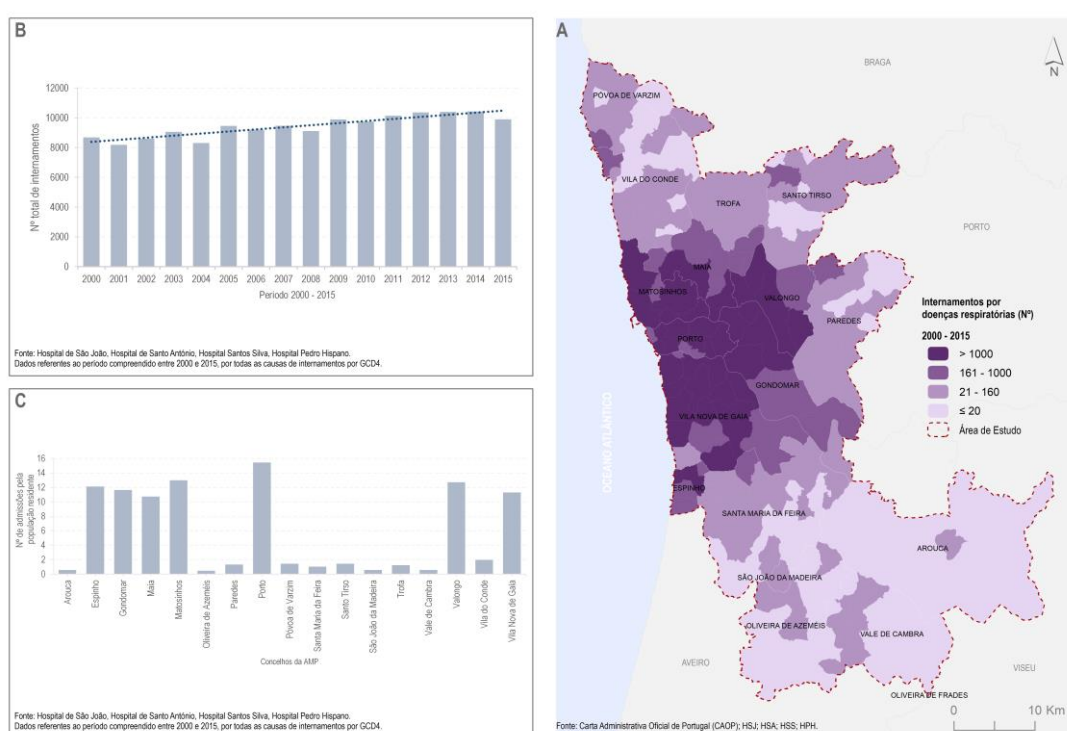 B
12000
10000
8000
6000
4000
2000
0
Nº total de internamentos
2000 2001 2002 2003 2004 2005 2006 2007 2008 2009 2010 2011 2012 2013 2014 2015
Período 2000 - 2015
Fonte: Hospital de São João, Hospital de Santo António, Hospital Santos Silva, Hospital Pedro Hispano.
Dados referentes ao período compreendido entre 2000 e 2015, por todas as causas de internamentos por GCD4.
C
16
14
12
10
8
6
4
2
0
Nº de admissões pela
população residente
Arouca
Espinho
Gondomar
Maia
Matosinhos
Oliveira de Azeméis
Paredes
Porto
Póvoa de Varzim
Santa Maria da Feira
Santo Tirso
São João da Madeira
Trofa
Vale de Cambra
Valongo
Vila do Conde
Vila Nova de Gaia
Concelhos da AMP
Fonte: Hospital de São João, Hospital de Santo António, Hospital Santos Silva, Hospital Pedro Hispano.
Dados referentes ao período compreendido entre 2000 e 2015, por todas as causas de internamentos por GCD4.
A
N
BRAGA
PÓVOA DE VARZIM
VILA DO CONDE
SANTO TIRSO
TROFA
PORTO
MAIA
MATOSINHOS
VALONGO
PAREDES
PORTO
GONDOMAR
VILA NOVA DE GAIA
OCEANO ATLÂNTICO
ESPINHO
SANTA MARIA DA FEIRA
AROUCA
SÃO JOÃO DA MADEIRA
OLIVEIRA DE AZEMÉIS
VALE DE CAMBRA
AVEIRO
VISEU
OLIVEIRA DE FRADES
Internamentos por
doenças respiratórias (Nº)
2000 - 2015
> 1000
161 - 1000
21 - 160
≤ 20
Área de Estudo
0 10 Km
Fonte: Carta Administrativa Oficial de Portugal (CAOP); HSJ; HSA; HSS; HPH.